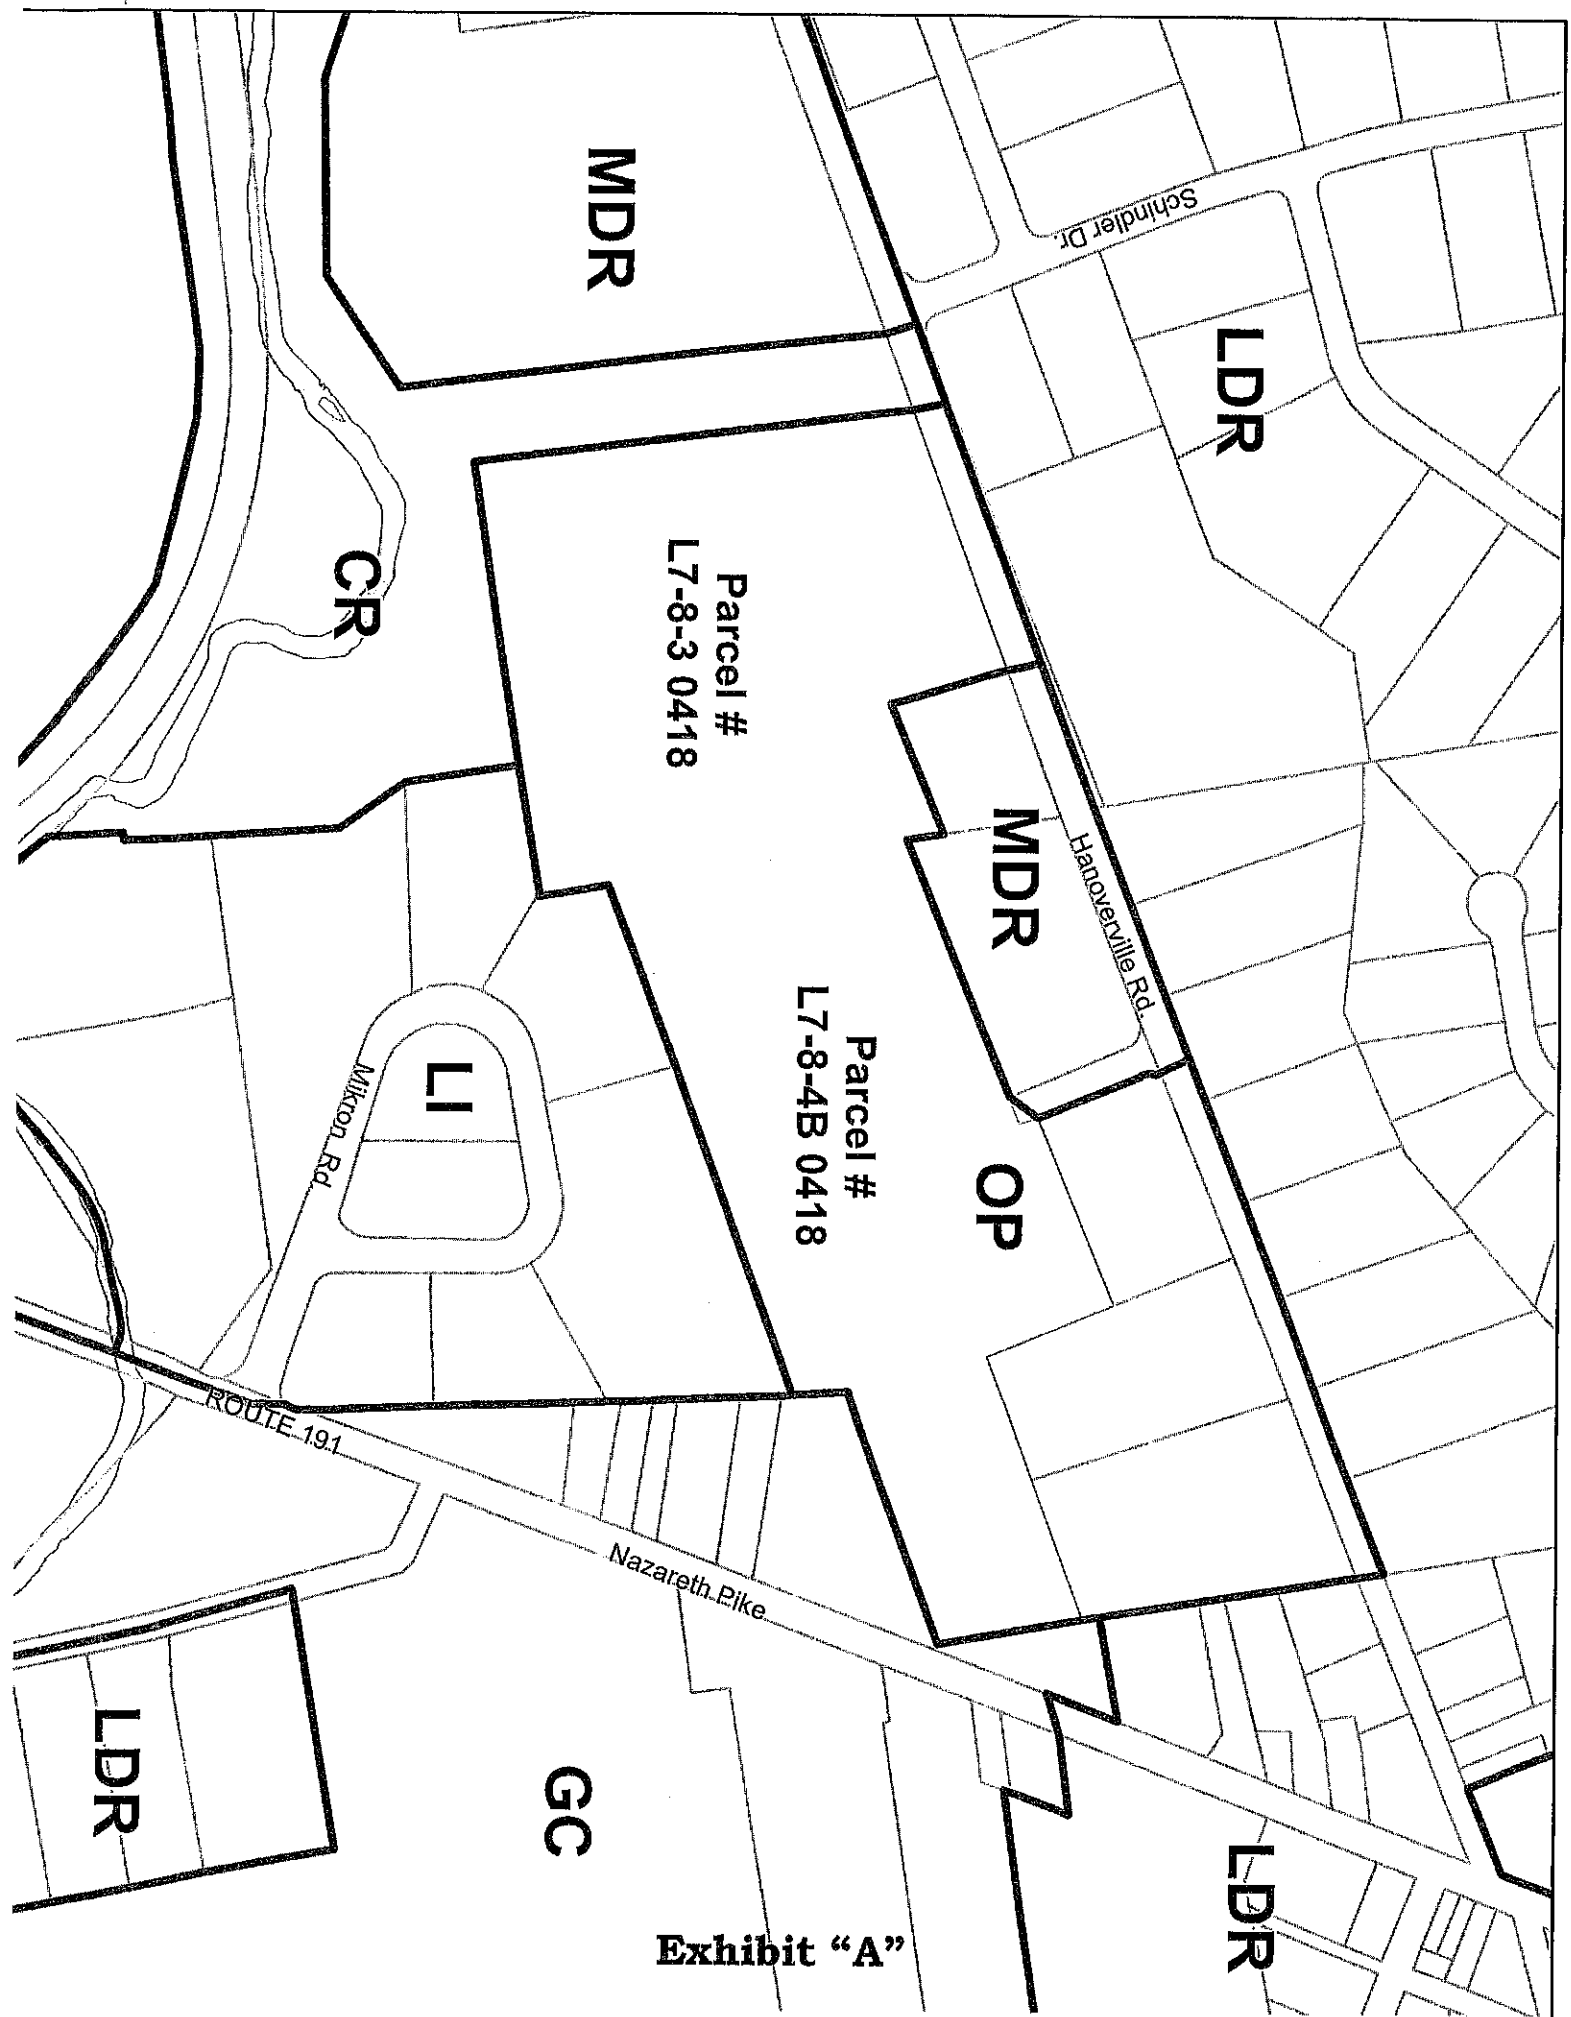 MDR
Schindler Dr.
LDR
CR
Parcel #
L7-8-3 0418
MDR
Hanoverville Rd.
Parcel #
L7-8-4B 0418
OP
LI
Mikron Rd
ROUTE 191
Nazareth Pike
LDR
GC
LDR
Exhibit “A”